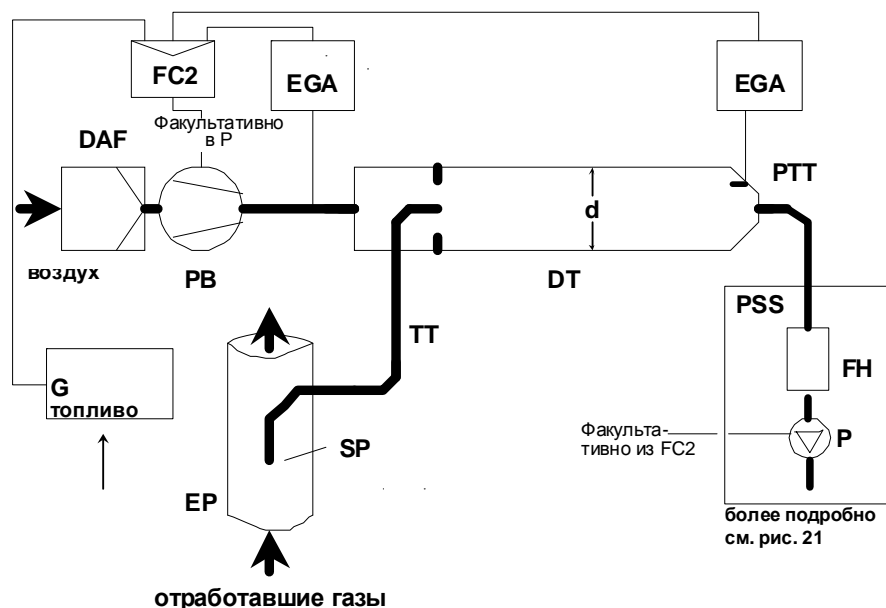 FC2
EGA
EGA
Факультативно
в P
DAF
PTT
d
воздух
PB
DT
PSS
TT
FH
G
топливо
Факульта-
тивно из FC2
P
SP
EP
более подробно
см. рис. 21
отработавшие газы